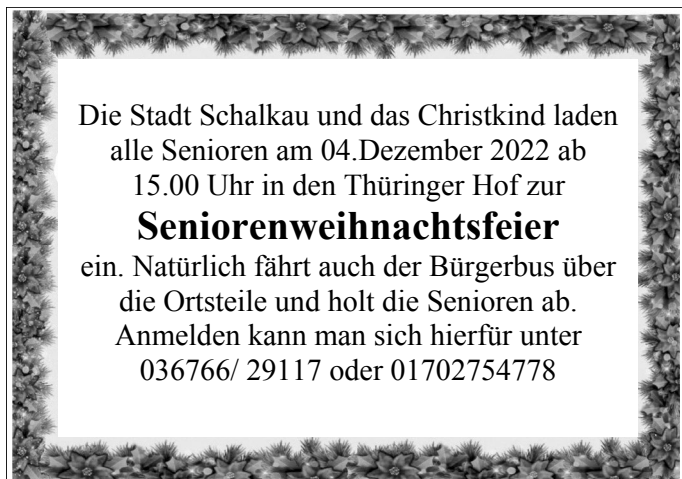 Die Stadt Schalkau und das Christkind laden
alle Senioren am 04.Dezember 2022 ab
15.00 Uhr in den Thüringer Hof zur
Seniorenweihnachtsfeier
ein. Natürlich fährt auch der Bürgerbus über
die Ortsteile und holt die Senioren ab.
Anmelden kann man sich hierfür unter
036766/ 29117 oder 01702754778